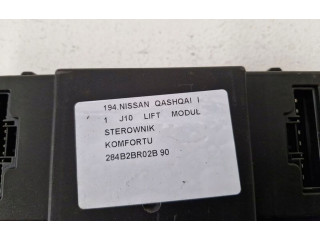 194.NISSAN QASHQAI I
1 J10 LIFT MODUL
STEROWNIK
KOMFORTU
284B2BR02B 90